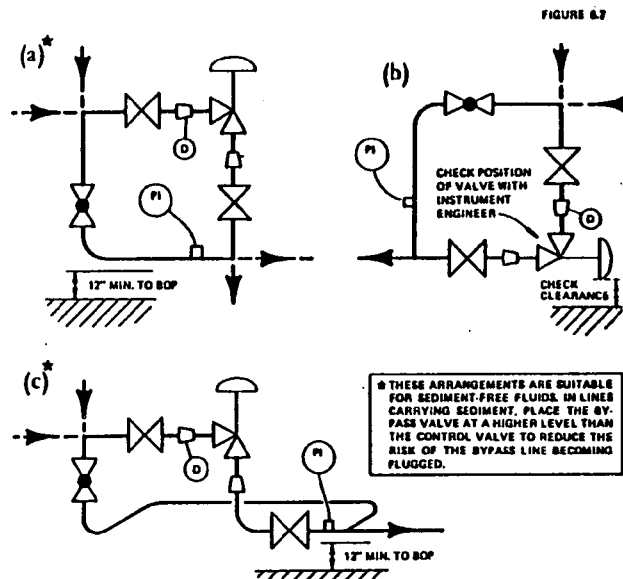 FIGURE 6.7
(a)*
(b)
D
PI
12" MIN. TO BOP
PI
CHECK POSITION
OF VALVE WITH
INSTRUMENT
ENGINEER
D
CHECK
CLEARANCE
(c)*
D
PI
12" MIN. TO BOP
* THESE ARRANGEMENTS ARE SUITABLE
FOR SEDIMENT-FREE FLUIDS. IN LINES
CARRYING SEDIMENT, PLACE THE BY-
PASS VALVE AT A HIGHER LEVEL THAN
THE CONTROL VALVE TO REDUCE THE
RISK OF THE BYPASS LINE BECOMING
PLUGGED.